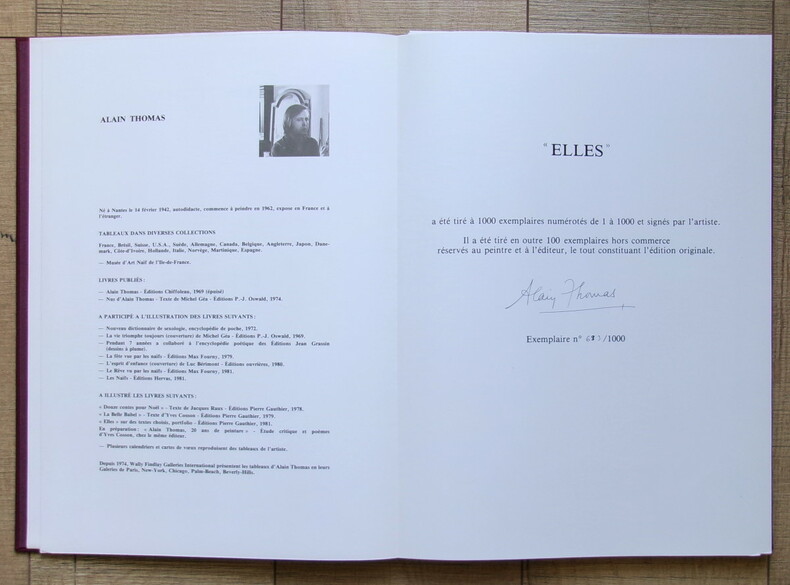 ALAIN THOMAS
Né à Nantes le 14 février 1942, autodidacte, commence à peindre en 1962, expose en France et à
l'étranger.
TABLEAUX DANS DIVERSES COLLECTIONS
France, Brésil, Suisse, U.S.A., Suède, Allemagne, Canada, Belgique, Angleterre, Japon, Dane-
mark, Côte-d'Ivoire, Hollande, Italie, Norvège, Martinique, Espagne.
— Musée d'Art Naïf de l'Ile-de-France.
LIVRES PUBLIÉS :
— Alain Thomas - Éditions Chiffoleau, 1969 (épuisé)
— Nus d'Alain Thomas - Texte de Michel Géa - Éditions P.-J. Oswald, 1974.
A PARTICIPÉ A L'ILLUSTRATION DES LIVRES SUIVANTS :
— Nouveau dictionnaire de sexologie, encyclopédie de poche, 1972.
— La vie triomphe toujours (couverture) de Michel Géa - Éditions P.-J. Oswald, 1969.
— Pendant 7 années a collaboré à l'encyclopédie poétique des Éditions Jean Grassin
(dessins à plume).
— La fête vue par les naïfs - Éditions Max Fourny, 1979.
— L'esprit d'enfance (couverture) de Luc Bérimont - Éditions ouvrières, 1980.
— Le Rêve vu par les naïfs - Éditions Max Fourny, 1981.
— Les Naïfs - Éditions Hervas, 1981.
A ILLUSTRÉ LES LIVRES SUIVANTS :
« Douze contes pour Noël » - Texte de Jacques Raux - Éditions Pierre Gauthier, 1978.
« La Belle Babel » - Texte d'Yves Cosson - Éditions Pierre Gauthier, 1979.
« Elles » sur des textes choisis, portfolio - Éditions Pierre Gauthier, 1981.
En préparation : « Alain Thomas, 20 ans de peinture » - Étude critique et poèmes
d'Yves Cosson, chez le même éditeur.
— Plusieurs calendriers et cartes de vœux reproduisent des tableaux de l'artiste.
Depuis 1974, Wally Findlay Galleries International présentent les tableaux d'Alain Thomas en leurs
Galeries de Paris, New-York, Chicago, Palm-Beach, Beverly-Hills.
"ELLES"
a été tiré à 1000 exemplaires numérotés de 1 à 1000 et signés par l'artiste.
Il a été tiré en outre 100 exemplaires hors commerce
réservés au peintre et à l'éditeur, le tout constituant l'édition originale.
Alain Thomas
Exemplaire n° /1000